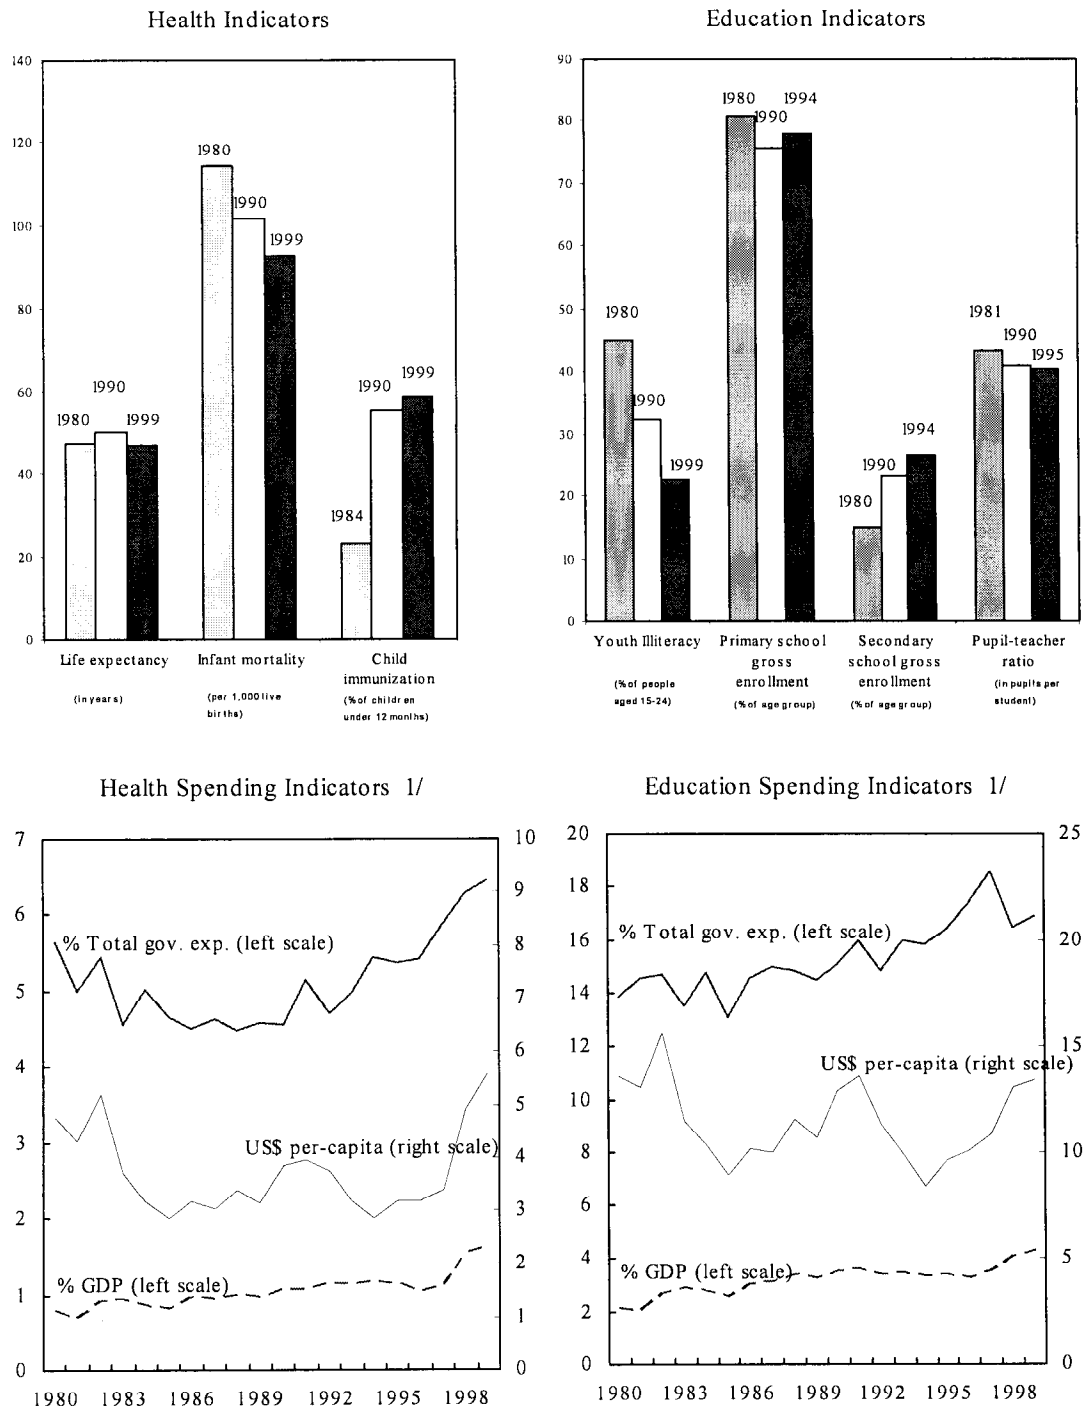 Health Indicators
140
120
100
80
60
40
20
0
1980
1990
1999
1980
1990
1999
1984
1990
1999
Life expectancy
(in years)
Infant mortality
(per 1,000 live
births)
Child
immunization
(% of children
under 12 months)
Education Indicators
90
80
70
60
50
40
30
20
10
0
1980
1990
1999
1980
1990
1994
1980
1990
1994
1981
1990
1995
Youth Illiteracy
(% of people
aged 15-24)
Primary school
gross
enrollment
(% of age group)
Secondary
school gross
enrollment
(% of age group)
Pupil-teacher
ratio
(in pupils per
student)
Health Spending Indicators 1/
7
6
5
4
3
2
1
0
10
9
8
7
6
5
4
3
2
1
0
% Total gov. exp. (left scale)
US$ per-capita (right scale)
% GDP (left scale)
1980 1983 1986 1989 1992 1995 1998
Education Spending Indicators 1/
20
18
16
14
12
10
8
6
4
2
0
25
20
15
10
5
0
% Total gov. exp. (left scale)
US$ per-capita (right scale)
% GDP (left scale)
1980 1983 1986 1989 1992 1995 1998